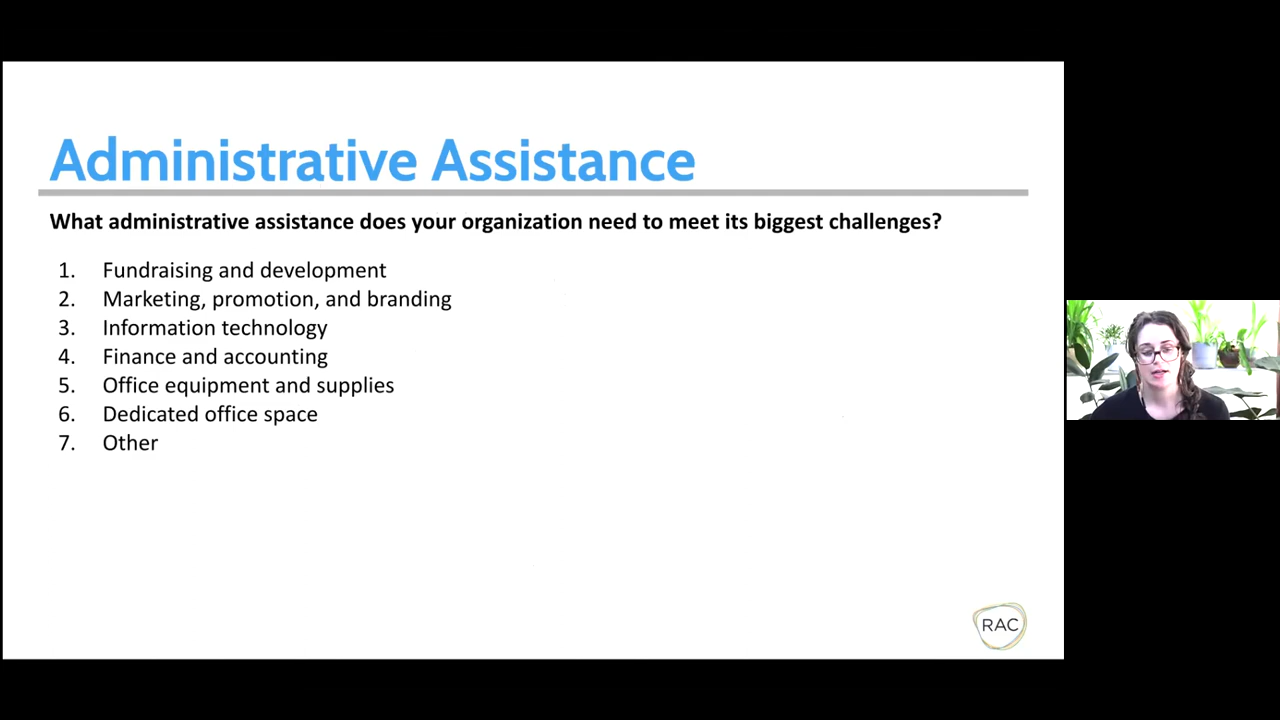 Administrative Assistance
What administrative assistance does your organization need to meet its biggest challenges?
1. Fundraising and development
2. Marketing, promotion, and branding
3. Information technology
4. Finance and accounting
5. Office equipment and supplies
6. Dedicated office space
7. Other
RAC